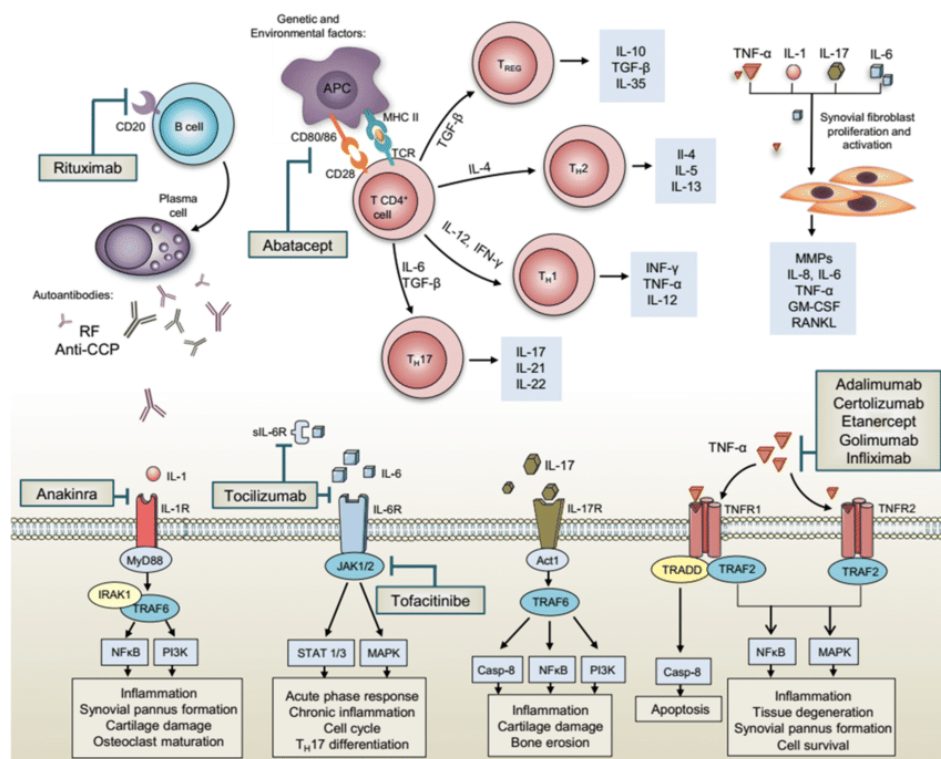 Genetic and
Environmental factors:
APC
MHC II
CD80/86
TCR
CD28
T CD4+
cell
Abatacept
CD20
B cell
Rituximab
Plasma
cell
Autoantibodies:
RF
Anti-CCP
TGF-β
TREG
IL-10
TGF-β
IL-35
IL-4
TH2
Il-4
IL-5
IL-13
IL-12, IFN-γ
TH1
INF-γ
TNF-α
IL-12
IL-6
TGF-β
TH17
IL-17
IL-21
IL-22
TNF-α
IL-1
IL-17
IL-6
Synovial fibroblast
proliferation and
activation
MMPs
IL-8, IL-6
TNF-α
GM-CSF
RANKL
Adalimumab
Certolizumab
Etanercept
Golimumab
Infliximab
IL-1
Anakinra
IL-1R
MyD88
IRAK1
TRAF6
NFκB
PI3K
Inflammation
Synovial pannus formation
Cartilage damage
Osteoclast maturation
sIL-6R
IL-6
Tocilizumab
IL-6R
JAK1/2
Tofacitinibe
STAT 1/3
MAPK
Acute phase response
Chronic inflammation
Cell cycle
TH17 differentiation
IL-17
IL-17R
Act1
TRAF6
Casp-8
NFκB
PI3K
Inflammation
Cartilage damage
Bone erosion
TNF-α
TNFR1
TNFR2
TRADD
TRAF2
TRAF2
Casp-8
Apoptosis
NFκB
MAPK
Inflammation
Tissue degeneration
Synovial pannus formation
Cell survival